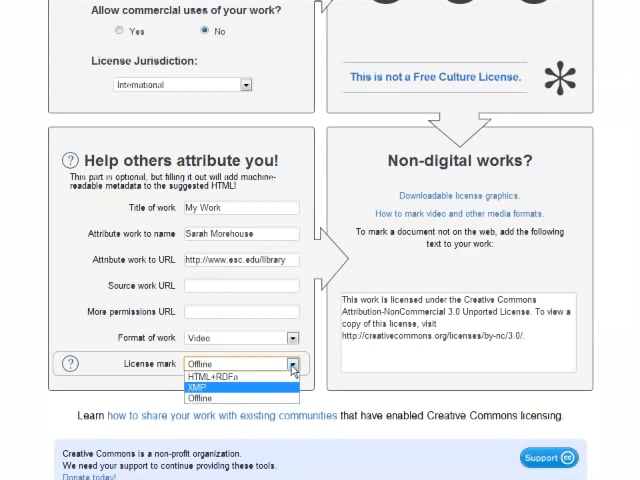 Allow commercial uses of your work?
Yes No
License Jurisdiction:
International
This is not a Free Culture License.
? Help others attribute you!
This part is optional, but filling it out will add machine-
readable metadata to the suggested HTML!
Title of work My Work
Attribute work to name Sarah Morehouse
Attribute work to URL http://www.esc.edu/library
Source work URL
More permissions URL
Format of work Video
? License mark Offline
HTML+RDFa
XMP
Offline
Non-digital works?
Downloadable license graphics.
How to mark video and other media formats.
To mark a document not on the web, add the following
text to your work:
This work is licensed under the Creative Commons
Attribution-NonCommercial 3.0 Unported License. To view a
copy of this license, visit
http://creativecommons.org/licenses/by-nc/3.0/.
Learn how to share your work with existing communities that have enabled Creative Commons licensing.
Creative Commons is a non-profit organization.
We need your support to continue providing these tools.
Donate today!
Support cc